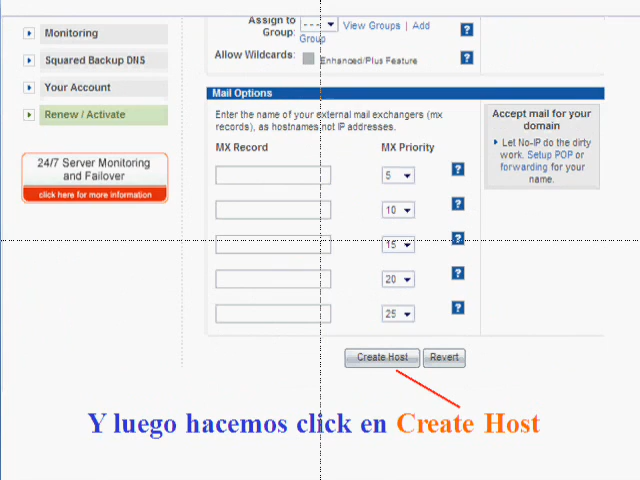 Monitoring
Squared Backup DNS
Your Account
Renew / Activate
24/7 Server Monitoring
and Failover
click here for more information
Assign to
Group:
- - -
View Groups | Add
Group
?
Allow Wildcards:
Enhanced/Plus Feature
?
Mail Options
Enter the name of your external mail exchangers (mx
records), as hostnames not IP addresses.
MX Record
MX Priority
5
?
10
?
15
?
20
?
25
?
Accept mail for your
domain
Let No-IP do the dirty
work. Setup POP or
forwarding for your
name.
Create Host
Revert
Y luego hacemos click en Create Host